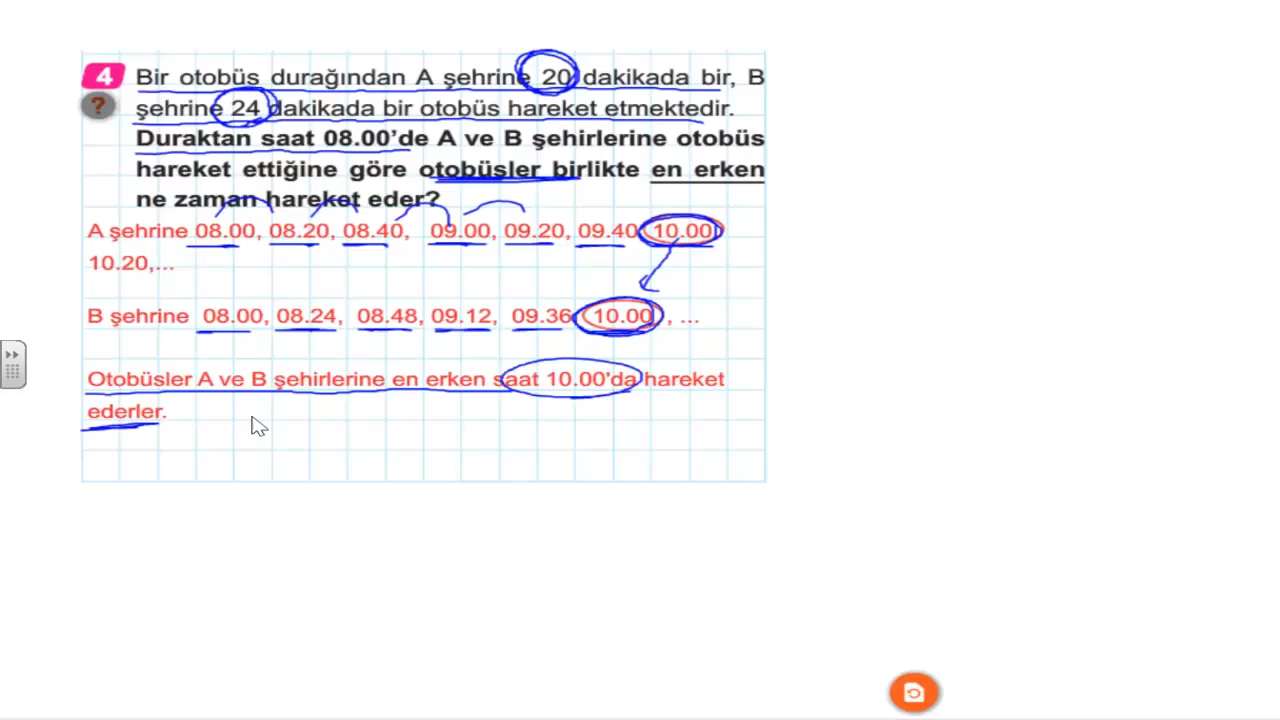 4 Bir otobüs durağından A şehrine 20 dakikada bir, B
? şehrine 24 dakikada bir otobüs hareket etmektedir.
Duraktan saat 08.00’de A ve B şehirlerine otobüs
hareket ettiğine göre otobüsler birlikte en erken
ne zaman hareket eder?
A şehrine 08.00, 08.20, 08.40, 09.00, 09.20, 09.40 10.00
10.20,...
B şehrine 08.00, 08.24, 08.48, 09.12, 09.36 10.00 , ...
Otobüsler A ve B şehirlerine en erken saat 10.00'da hareket
ederler.